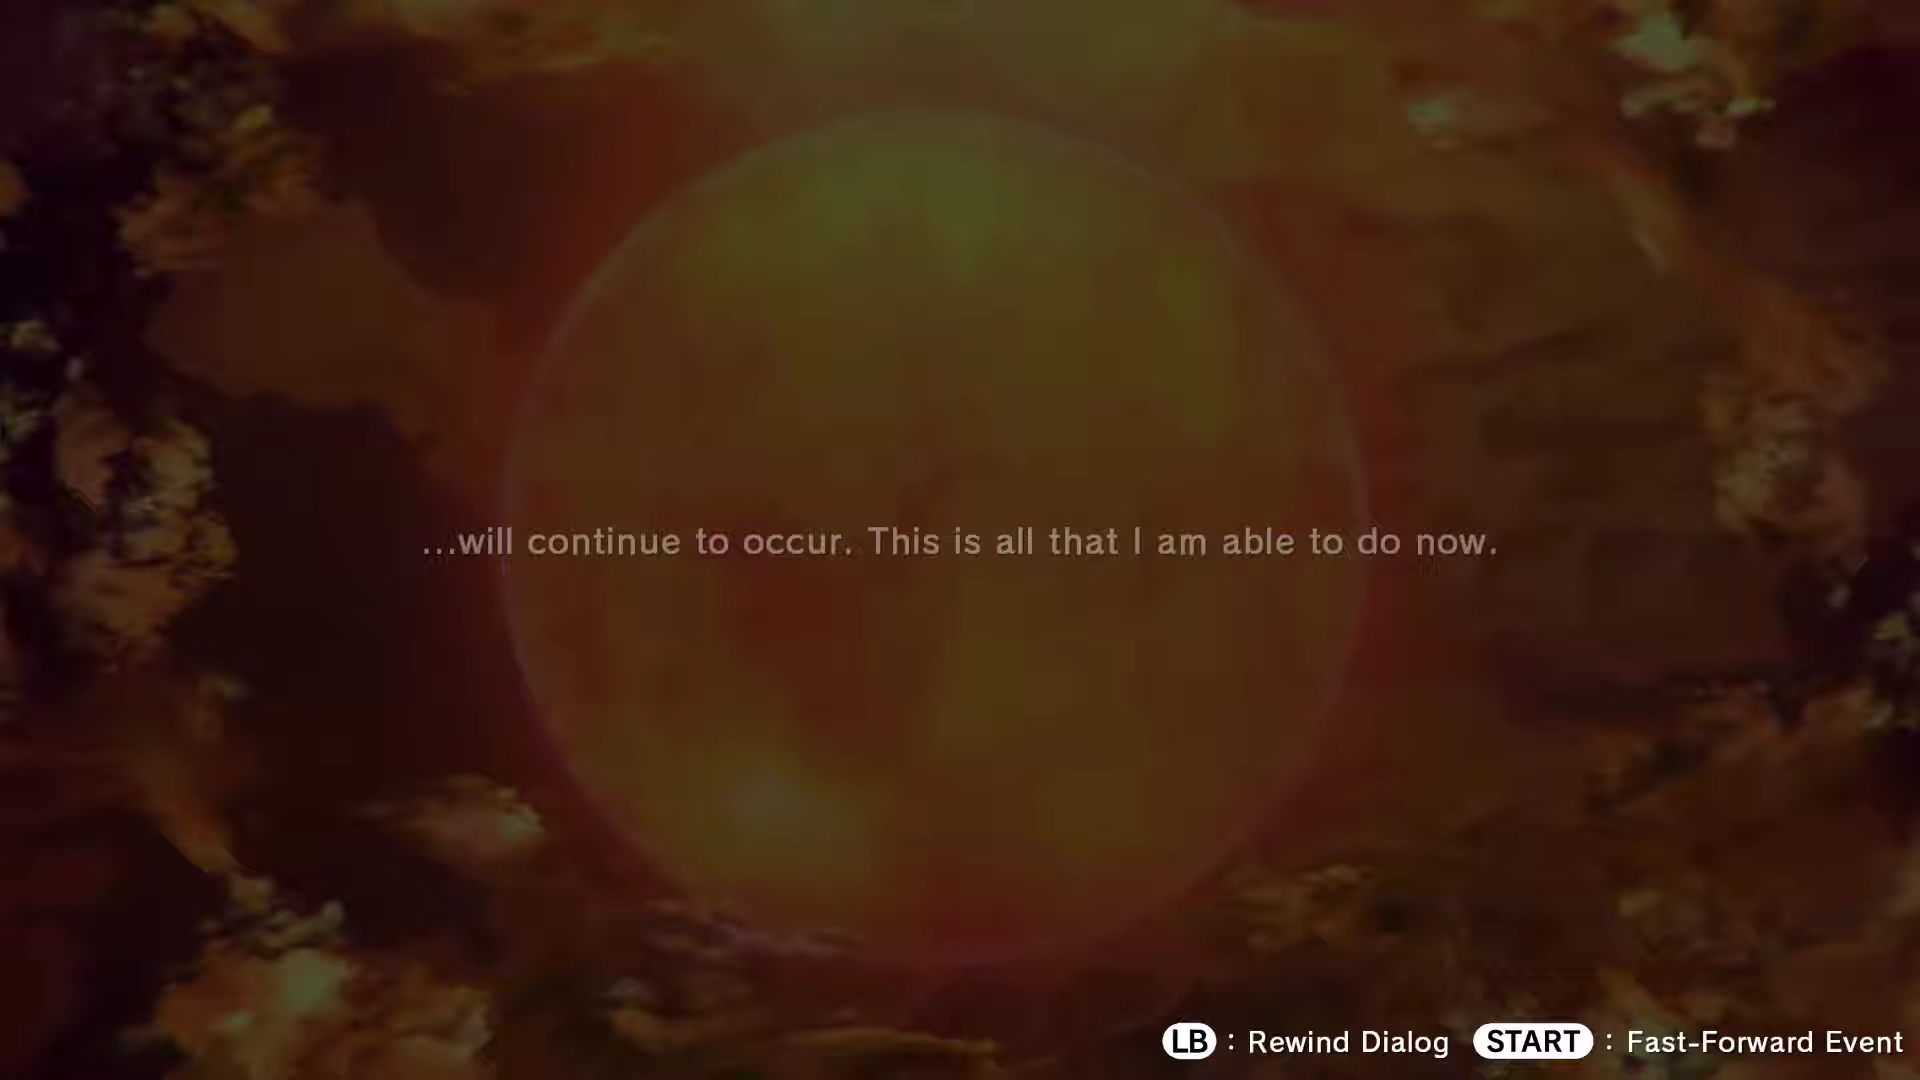 ...will continue to occur. This is all that I am able to do now.
LB : Rewind Dialog START : Fast-Forward Event